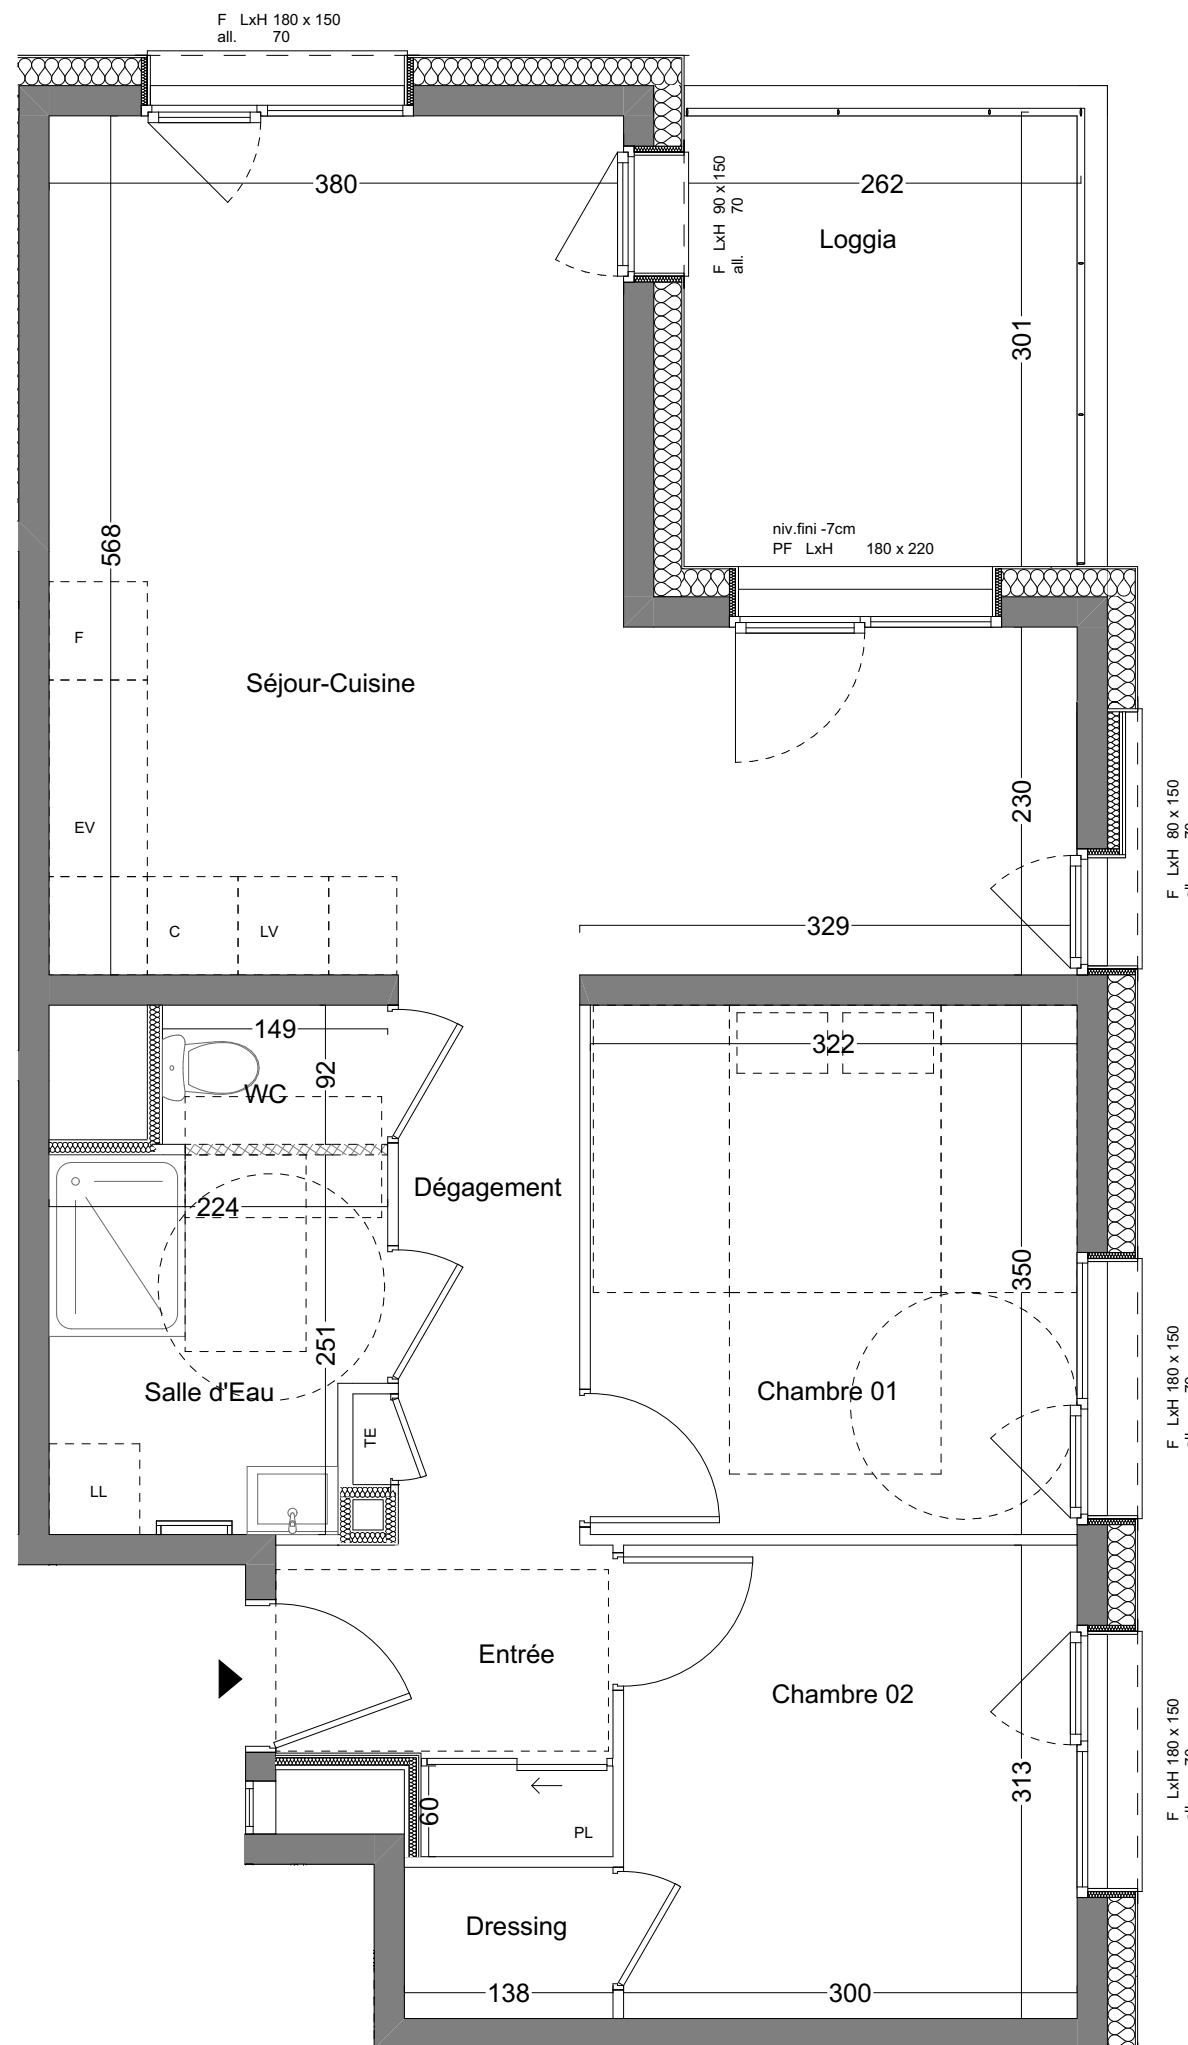 F LxH 180 x 150
all. 70
380
262
F LxH 90 x 150
all. 70
Loggia
301
568
niv.fini -7cm
PF LxH 180 x 220
F
Séjour-Cuisine
230
F LxH 80 x 150
EV
C
LV
329
149
92
WC
322
Dégagement
224
350
251
Salle d'Eau
Chambre 01
F LxH 180 x 150
TE
LL
Entrée
Chambre 02
F LxH 180 x 150
313
60
PL
Dressing
138
300